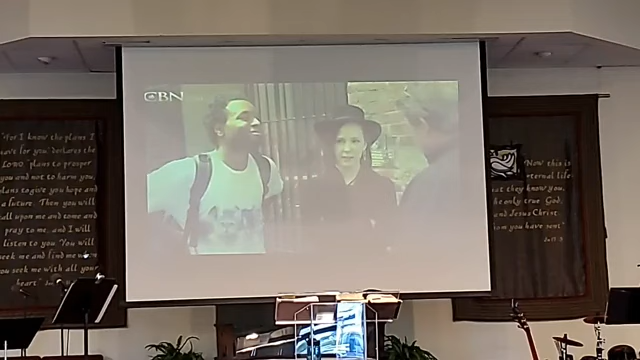 "For I know the plans I
have for you," declares the
LORD, "plans to prosper
you and not to harm you,
plans to give you hope and
a future. Then you will
call upon me and come and
pray to me, and I will
listen to you. You will
seek me and find me
you seek me with all your
heart."
CBN
"Now this is
eternal life:
that they know you,
the only true God,
and Jesus Christ,
whom you have sent."
Jn 17:3